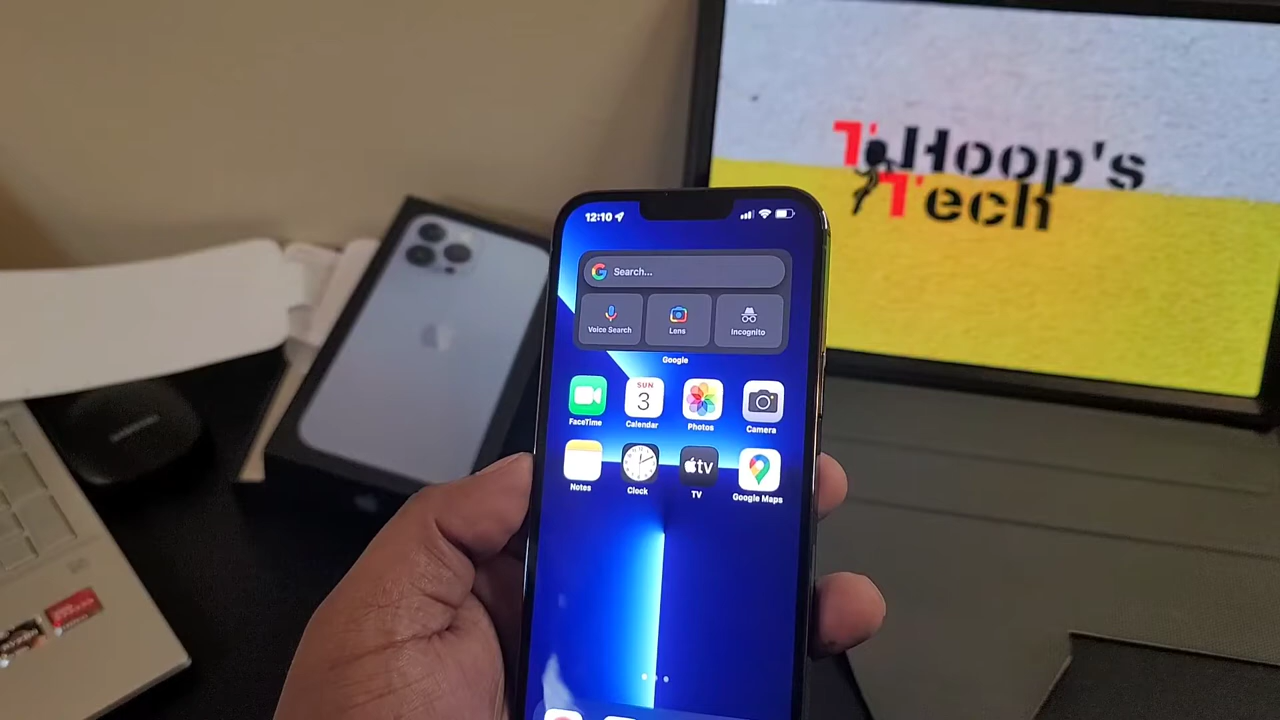 T' Hoop's
Tech
12:10
Search...
Voice Search
Lens
Incognito
Google
SUN
3
FaceTime
Calendar
Photos
Camera
tv
Notes
Clock
TV
Google Maps
SAMSUNG